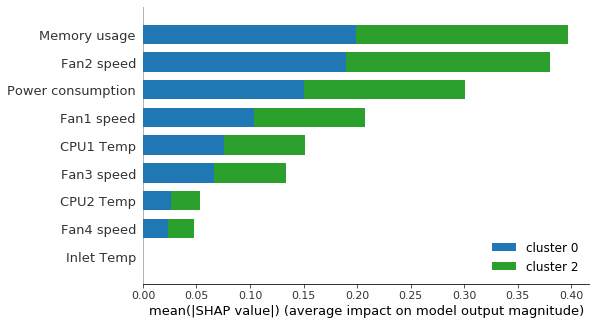 Memory usage
Fan2 speed
Power consumption
Fan1 speed
CPU1 Temp
Fan3 speed
CPU2 Temp
Fan4 speed
Inlet Temp
cluster 0
cluster 2
0.00 0.05 0.10 0.15 0.20 0.25 0.30 0.35 0.40
mean(|SHAP value|) (average impact on model output magnitude)